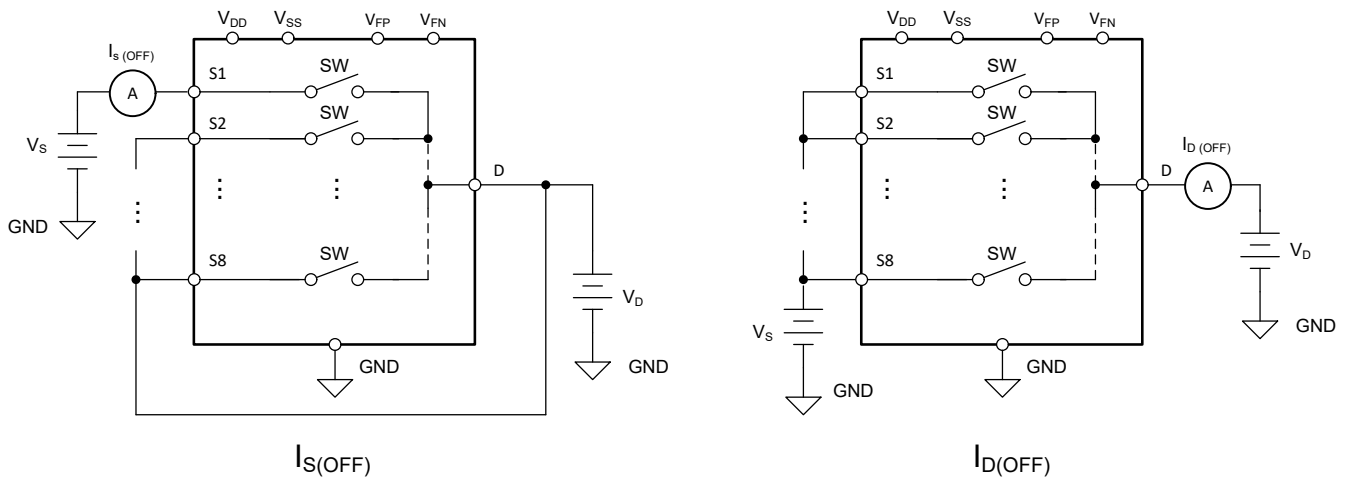 VDD VSS VFP VFN
Is (OFF)
A
S1
SW
S2
SW
VS
GND
D
S8
SW
VD
GND
GND
IS(OFF)
VDD VSS VFP VFN
S1
SW
S2
SW
ID (OFF)
D
A
S8
SW
VD
VS
GND
GND
GND
ID(OFF)